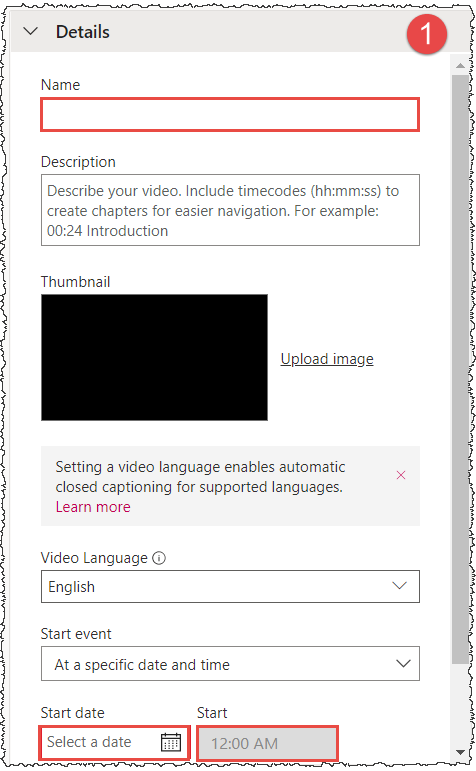 Details
1
Name
Description
Describe your video. Include timecodes (hh:mm:ss) to
create chapters for easier navigation. For example:
00:24 Introduction
Thumbnail
Upload image
Setting a video language enables automatic
closed captioning for supported languages.
Learn more
Video Language
English
Start event
At a specific date and time
Start date Start
Select a date 12:00 AM